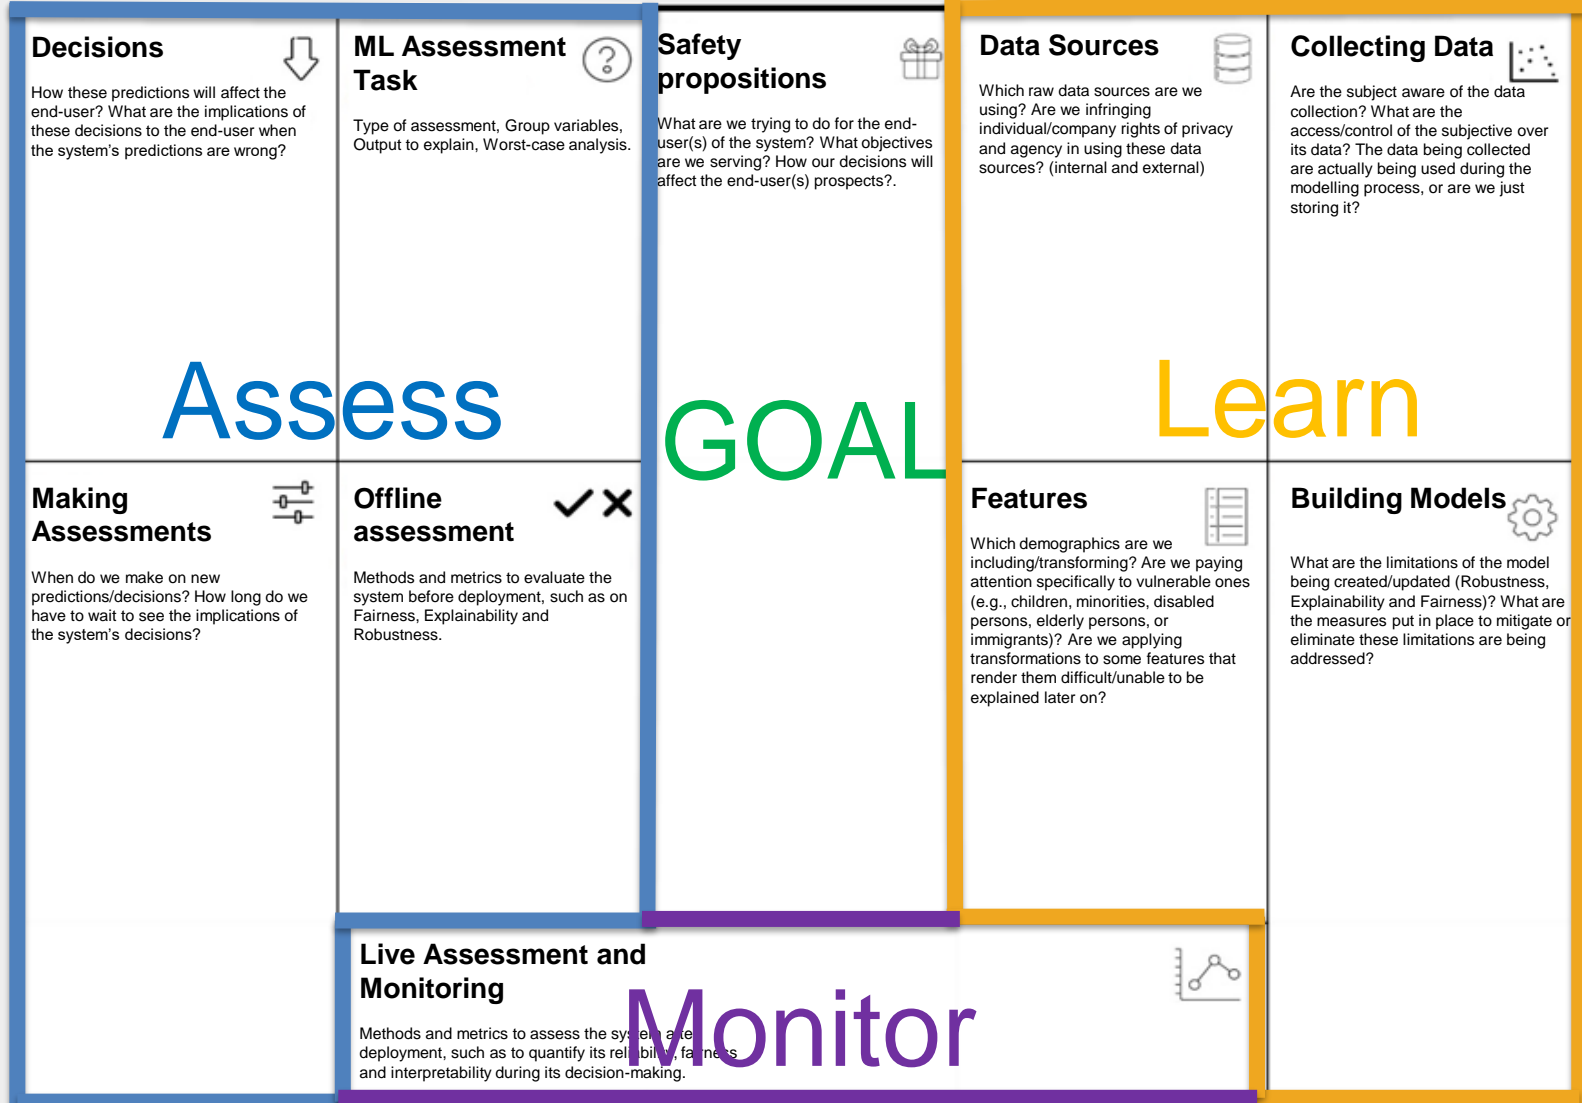 Decisions
How these predictions will affect the
end-user? What are the implications of
these decisions to the end-user when
the system's predictions are wrong?
ML Assessment
Task
Type of assessment, Group variables,
Output to explain, Worst-case analysis.
Safety
propositions
What are we trying to do for the end-
user(s) of the system? What objectives
are we serving? How our decisions will
affect the end-user(s) prospects?.
Data Sources
Which raw data sources are we
using? Are we infringing
individual/company rights of privacy
and agency in using these data
sources? (internal and external)
Collecting Data
Are the subject aware of the data
collection? What are the
access/control of the subjective over
its data? The data being collected
are actually being used during the
modelling process, or are we just
storing it?
Assess
GOAL
Learn
Making
Assessments
When do we make on new
predictions/decisions? How long do we
have to wait to see the implications of
the system's decisions?
Offline
assessment
Methods and metrics to evaluate the
system before deployment, such as on
Fairness, Explainability and
Robustness.
Features
Which demographics are we
including/transforming? Are we paying
attention specifically to vulnerable ones
(e.g., children, minorities, disabled
persons, elderly persons, or
immigrants)? Are we applying
transformations to some features that
render them difficult/unable to be
explained later on?
Building Models
What are the limitations of the model
being created/updated (Robustness,
Explainability and Fairness)? What are
the measures put in place to mitigate or
eliminate these limitations are being
addressed?
Live Assessment and
Monitoring
Methods and metrics to assess the system after
deployment, such as to quantify its reliability, fairness
and interpretability during its decision-making.
Monitor